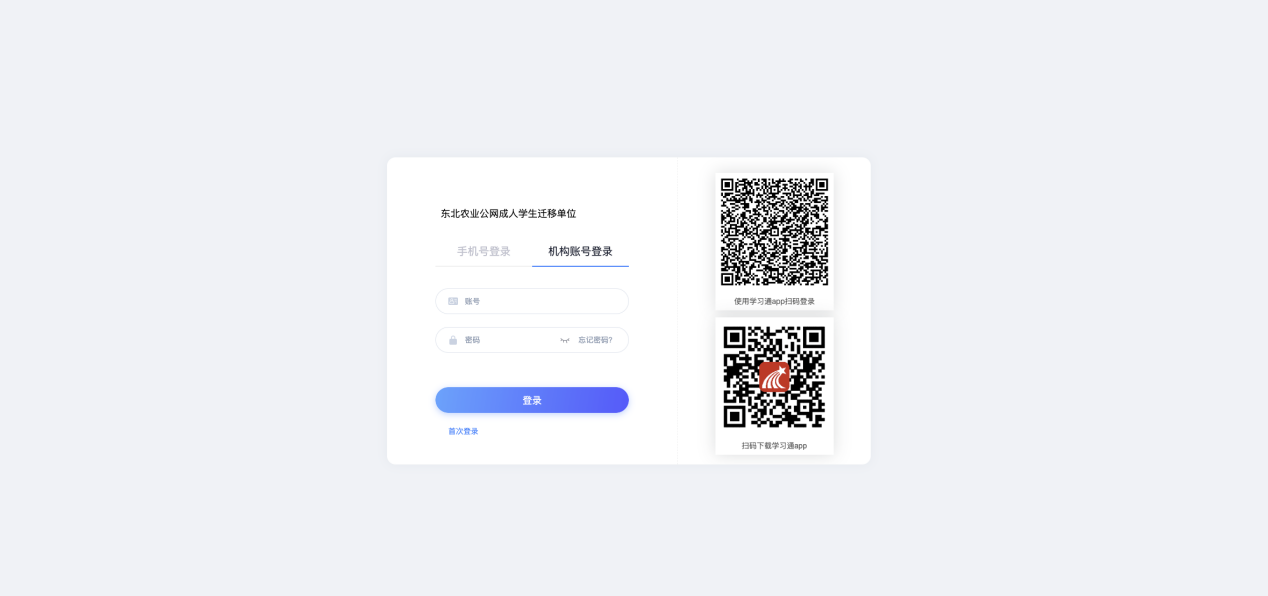 东北农业公网成人学生迁移单位
手机号登录
机构账号登录
账号
密码
忘记密码?
登录
首次登录
使用学习通app扫码登录
扫码下载学习通app